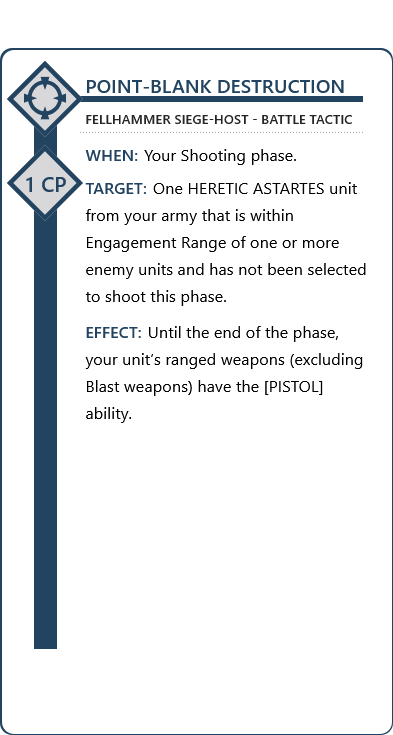 POINT-BLANK DESTRUCTION
FELLHAMMER SIEGE-HOST - BATTLE TACTIC
1 CP
WHEN: Your Shooting phase.
TARGET: One HERETIC ASTARTES unit
from your army that is within
Engagement Range of one or more
enemy units and has not been selected
to shoot this phase.
EFFECT: Until the end of the phase,
your unit's ranged weapons (excluding
Blast weapons) have the [PISTOL]
ability.